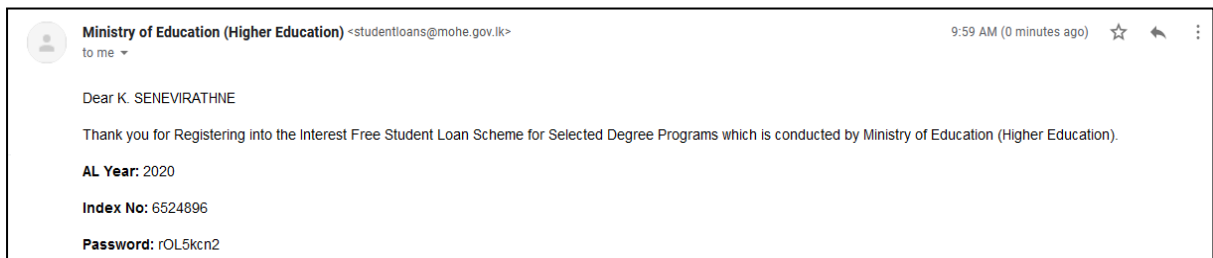 Ministry of Education (Higher Education) <studentloans@mohe.gov.lk> 9:59 AM (0 minutes ago)
to me
Dear K. SENEVIRATHNE
Thank you for Registering into the Interest Free Student Loan Scheme for Selected Degree Programs which is conducted by Ministry of Education (Higher Education).
AL Year: 2020
Index No: 6524896
Password: rOL5kcn2